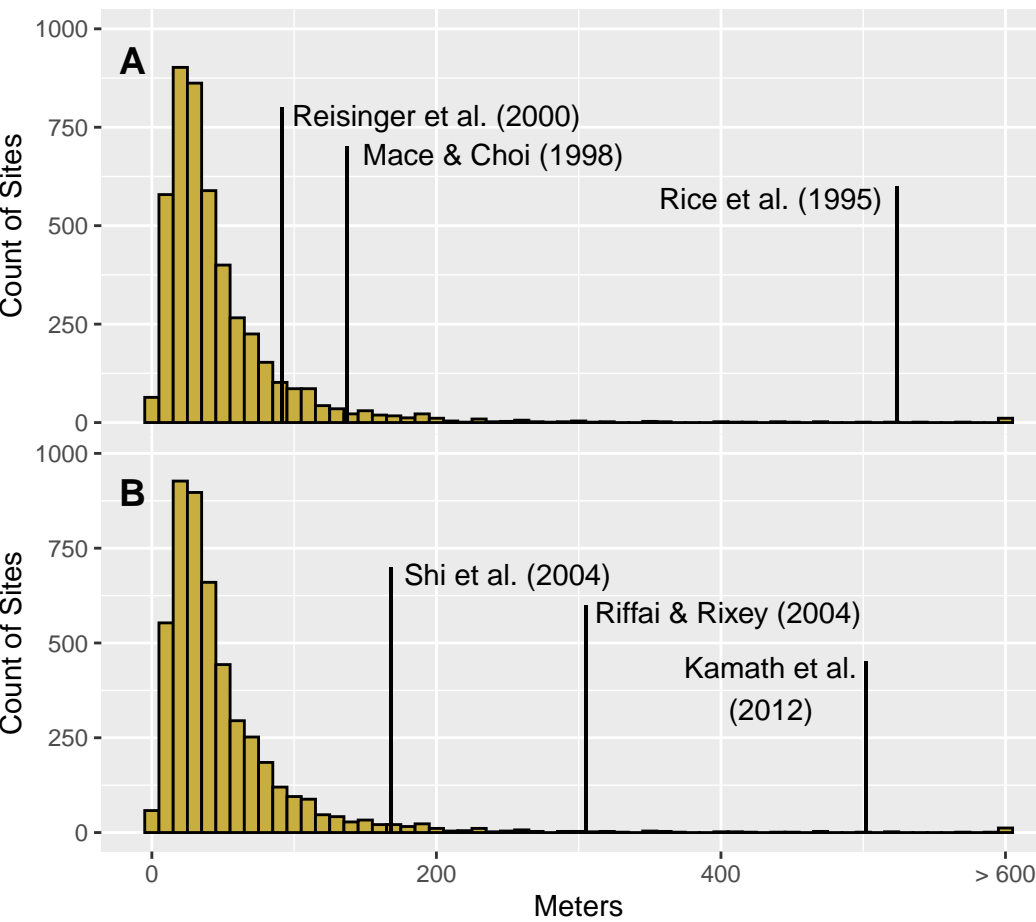 1000
A
750
500
250
0
Count of Sites
Reisinger et al. (2000)
Mace & Choi (1998)
Rice et al. (1995)
1000
B
750
500
250
0
Count of Sites
Shi et al. (2004)
Riffai & Rixey (2004)
Kamath et al.
(2012)
0
200
400
> 600
Meters